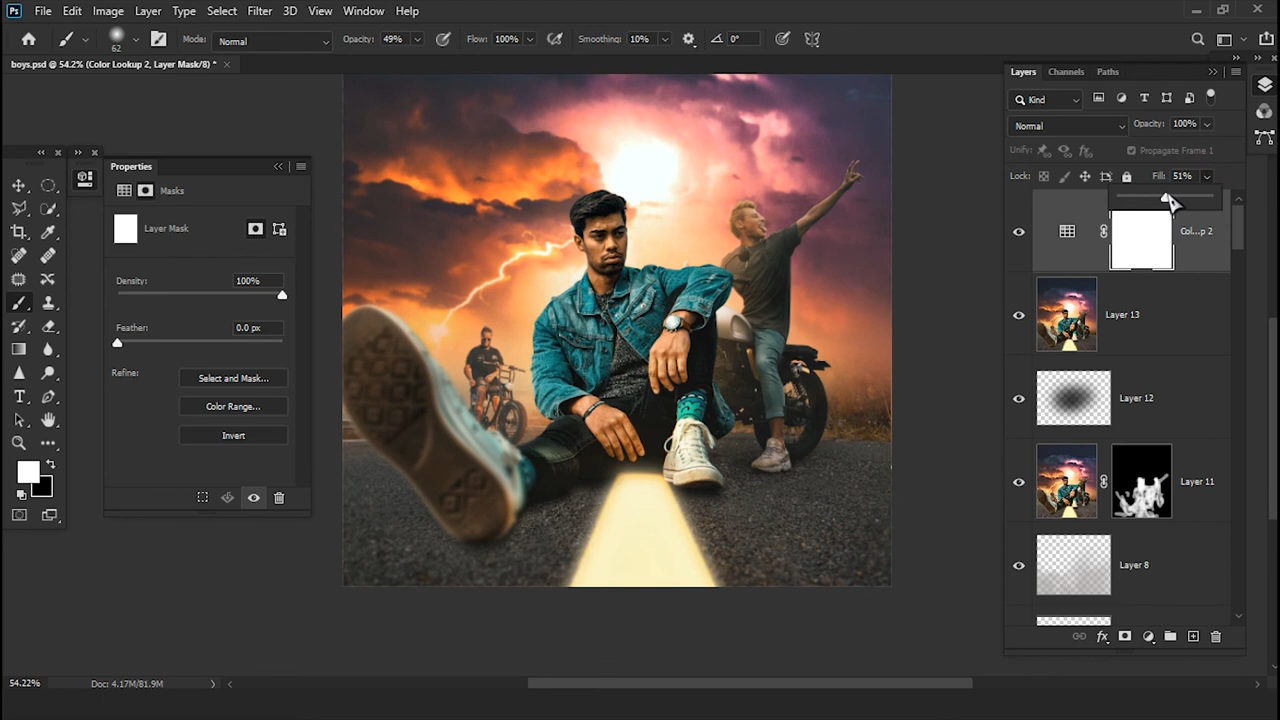 Ps File Edit Image Layer Type Select Filter 3D View Window Help
62 Mode: Normal Opacity: 49% Flow: 100% Smoothing: 10% 0°
boys.psd @ 54.2% (Color Lookup 2, Layer Mask/8) *
Layers Channels Paths
Kind
Normal Opacity: 100%
Unify: Propagate Frame 1
Lock: Fill: 51%
Properties
Masks
Layer Mask
Density: 100%
Feather: 0.0 px
Refine: Select and Mask...
Color Range...
Invert
Col...p 2
Layer 13
Layer 12
Layer 11
Layer 8
54.22% Doc: 4.17M/81.9M